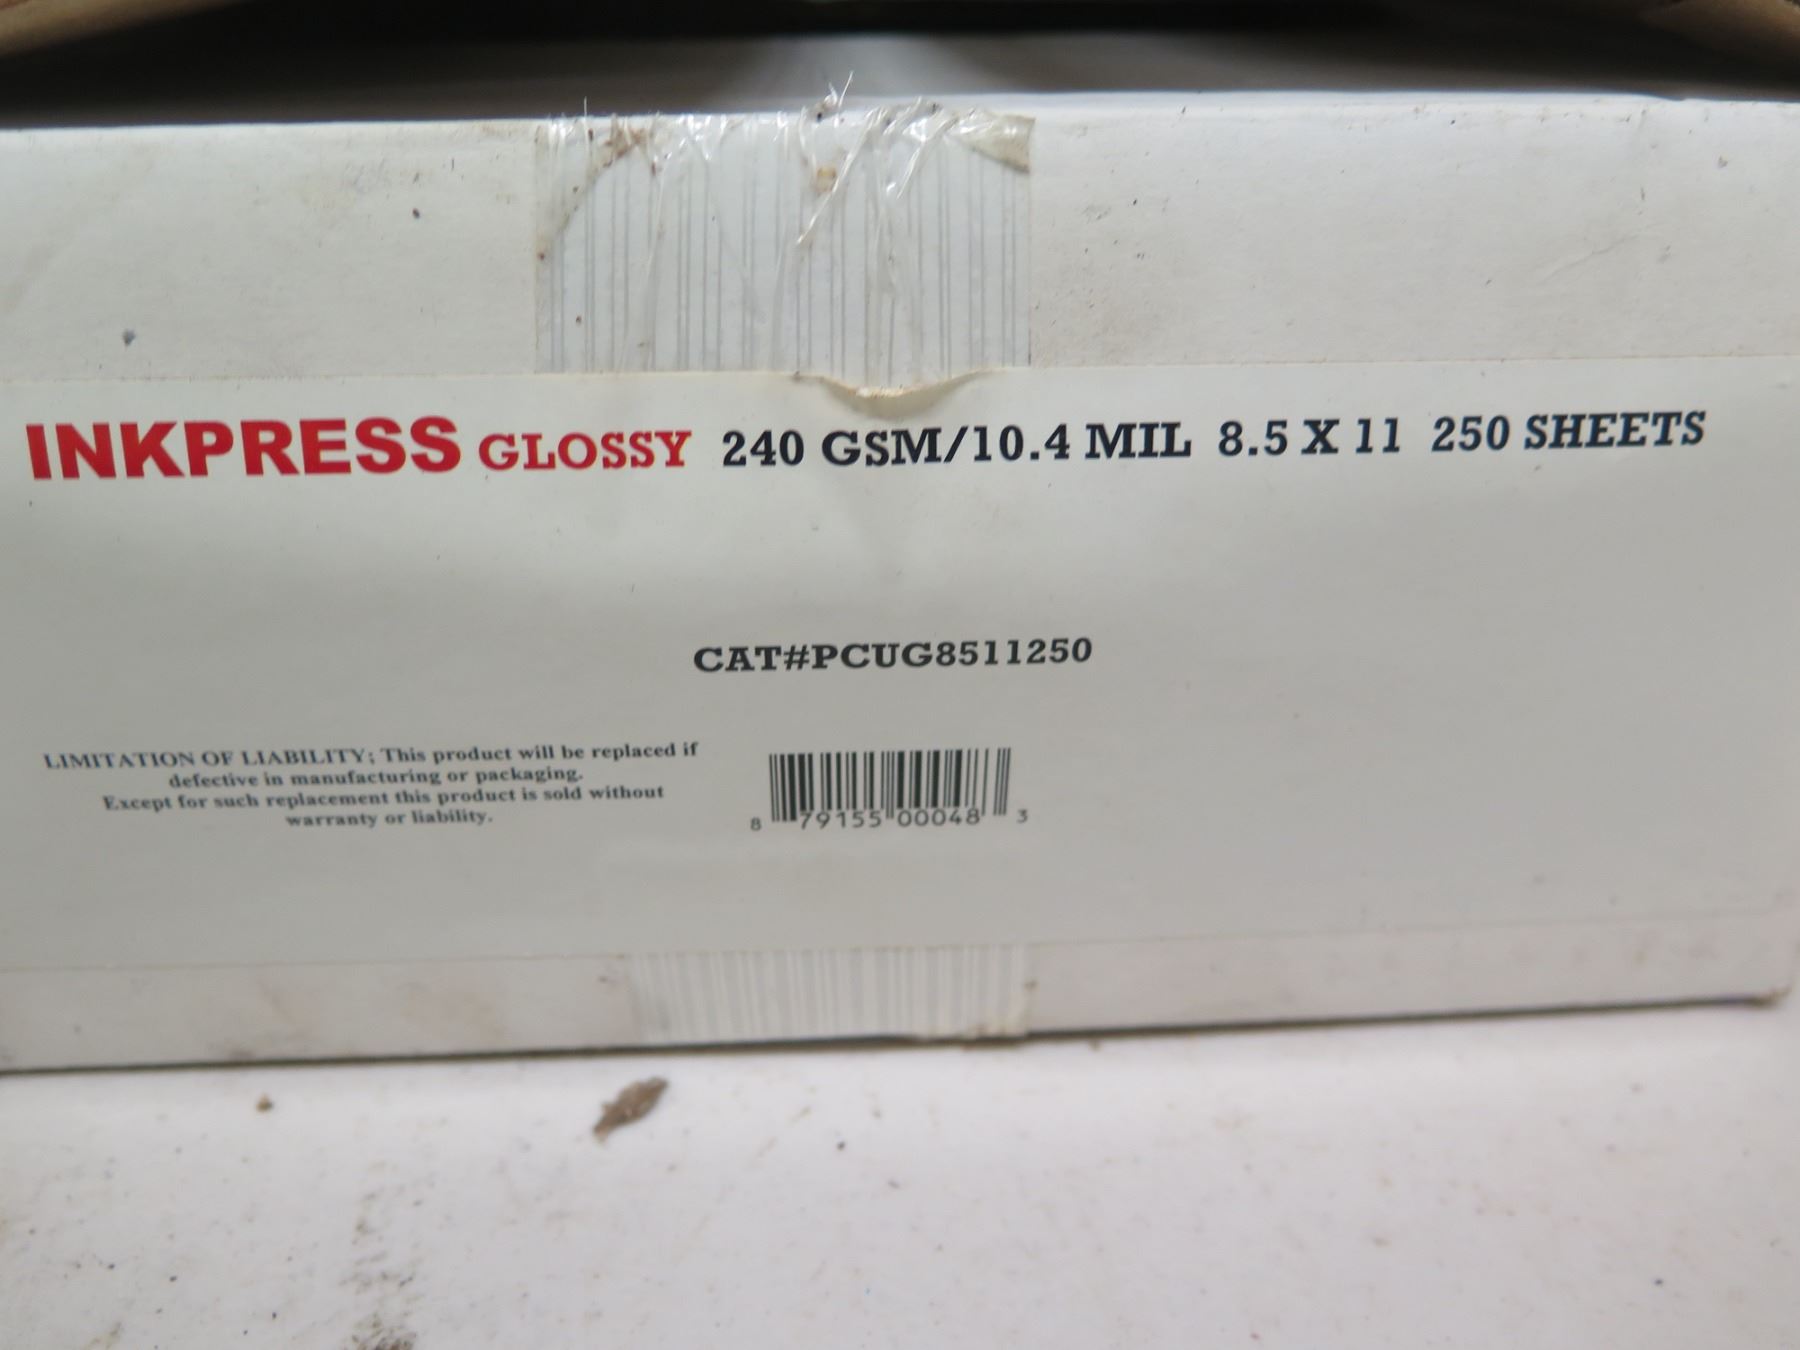 INKPRESS GLOSSY 240 GSM/10.4 MIL 8.5 X 11 250 SHEETS
CAT#PCUG8511250
LIMITATION OF LIABILITY; This product will be replaced if
defective in manufacturing or packaging.
Except for such replacement this product is sold without
warranty or liability.
8 79155 00048 3